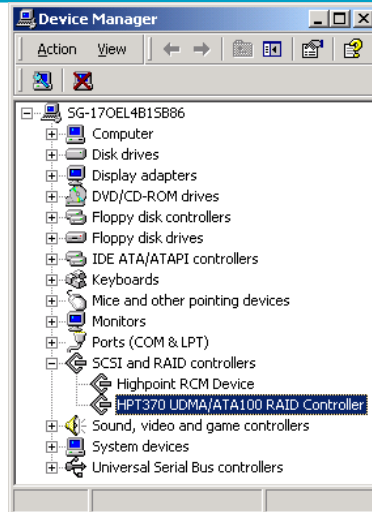 Device Manager
Action View
SG-17OEL4B15B86
Computer
Disk drives
Display adapters
DVD/CD-ROM drives
Floppy disk controllers
Floppy disk drives
IDE ATA/ATAPI controllers
Keyboards
Mice and other pointing devices
Monitors
Ports (COM & LPT)
SCSI and RAID controllers
Highpoint RCM Device
HPT370 UDMA/ATA100 RAID Controller
Sound, video and game controllers
System devices
Universal Serial Bus controllers